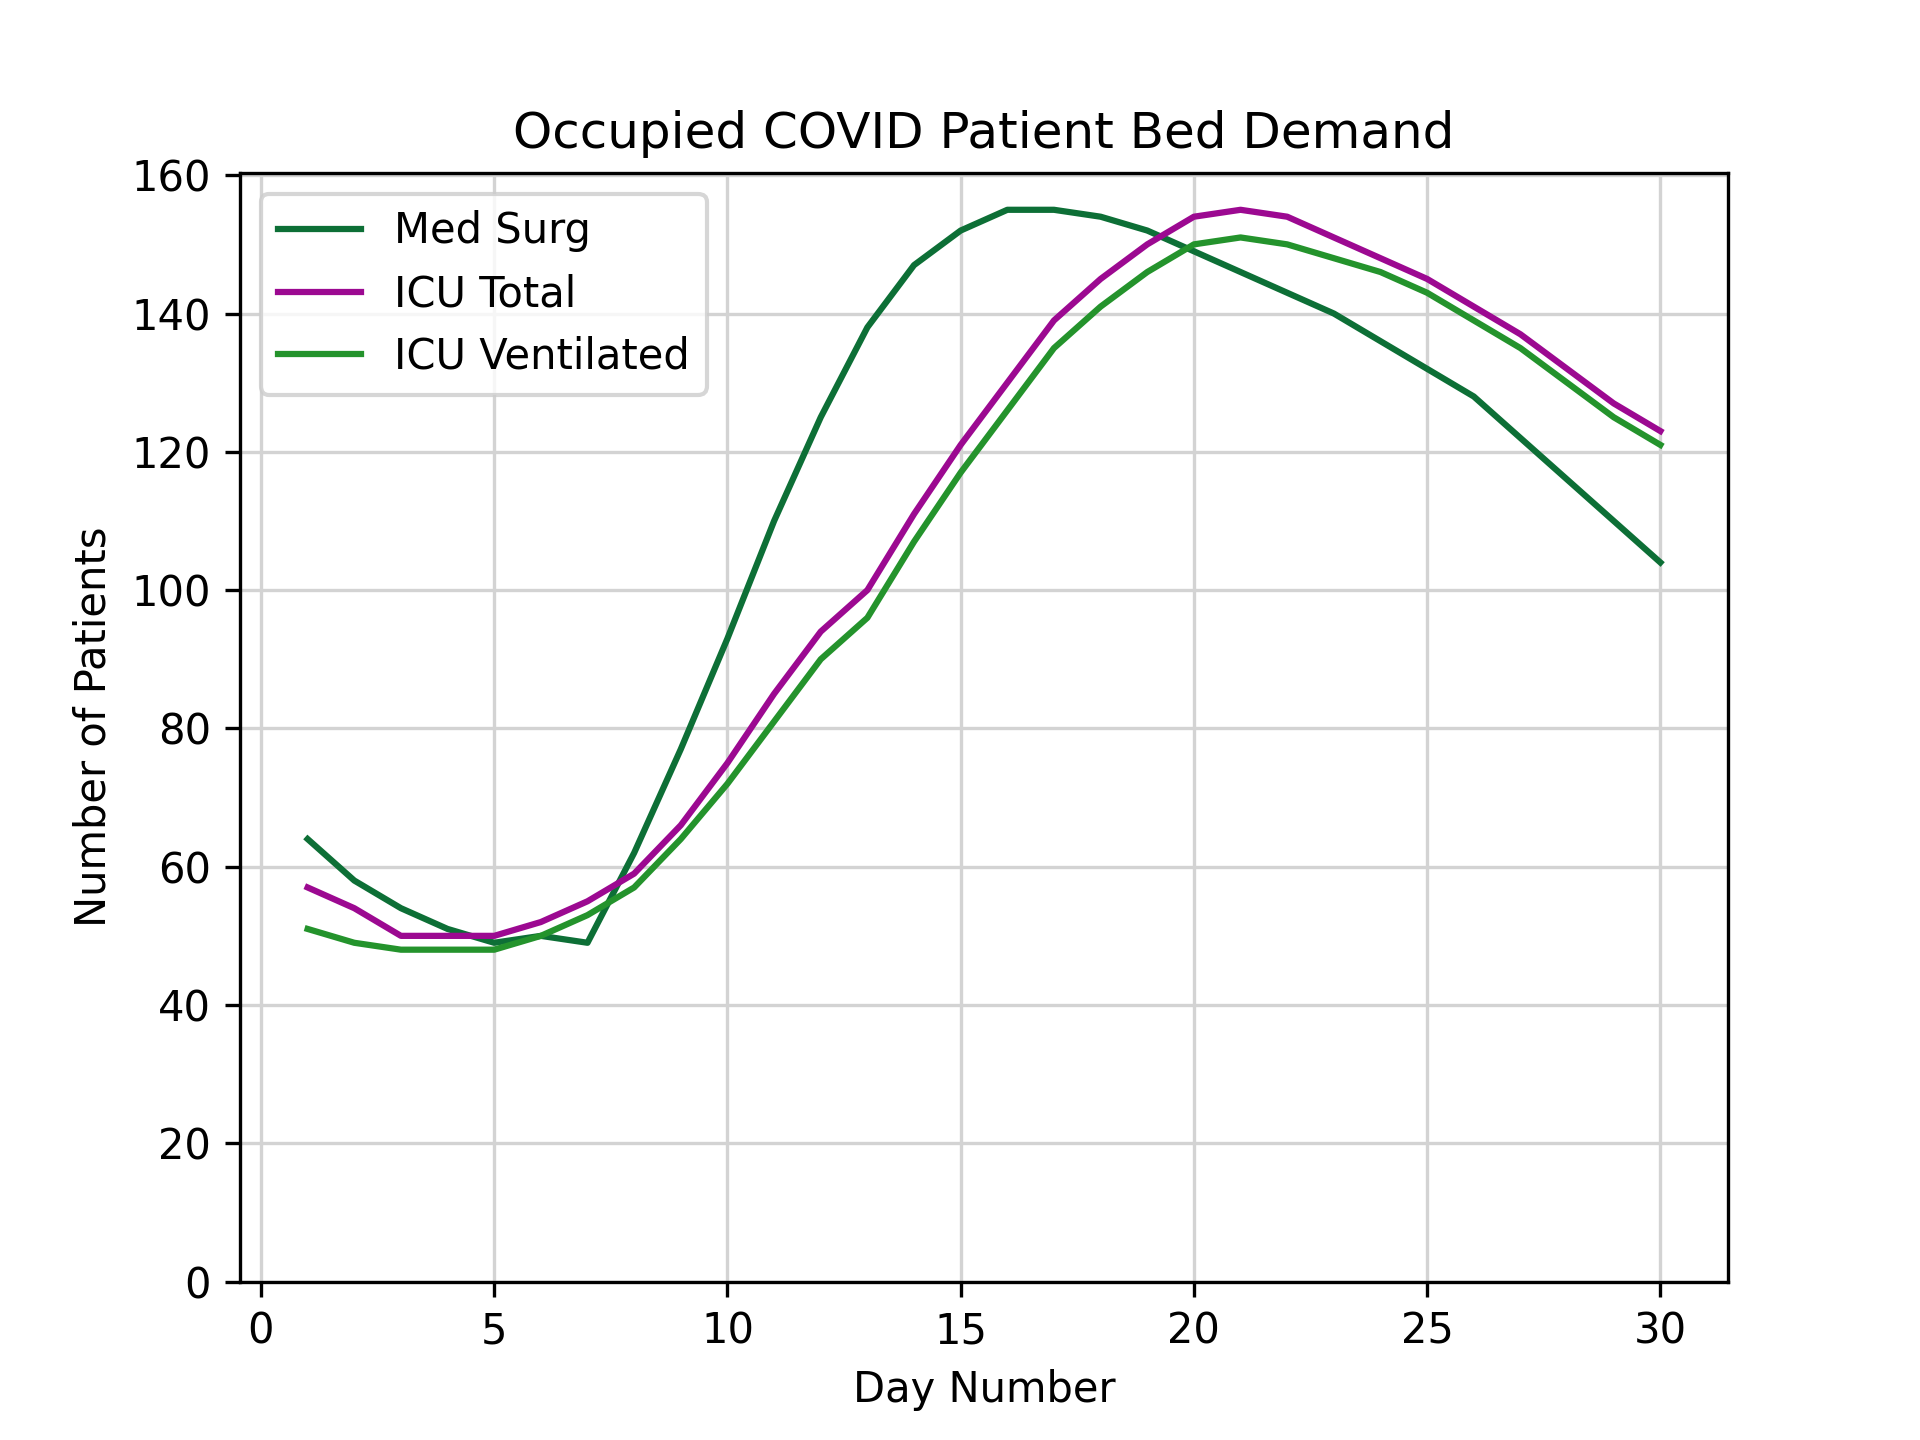 Occupied COVID Patient Bed Demand
160
140
120
100
80
60
40
20
0
Number of Patients
Med Surg
ICU Total
ICU Ventilated
0 5 10 15 20 25 30
Day Number